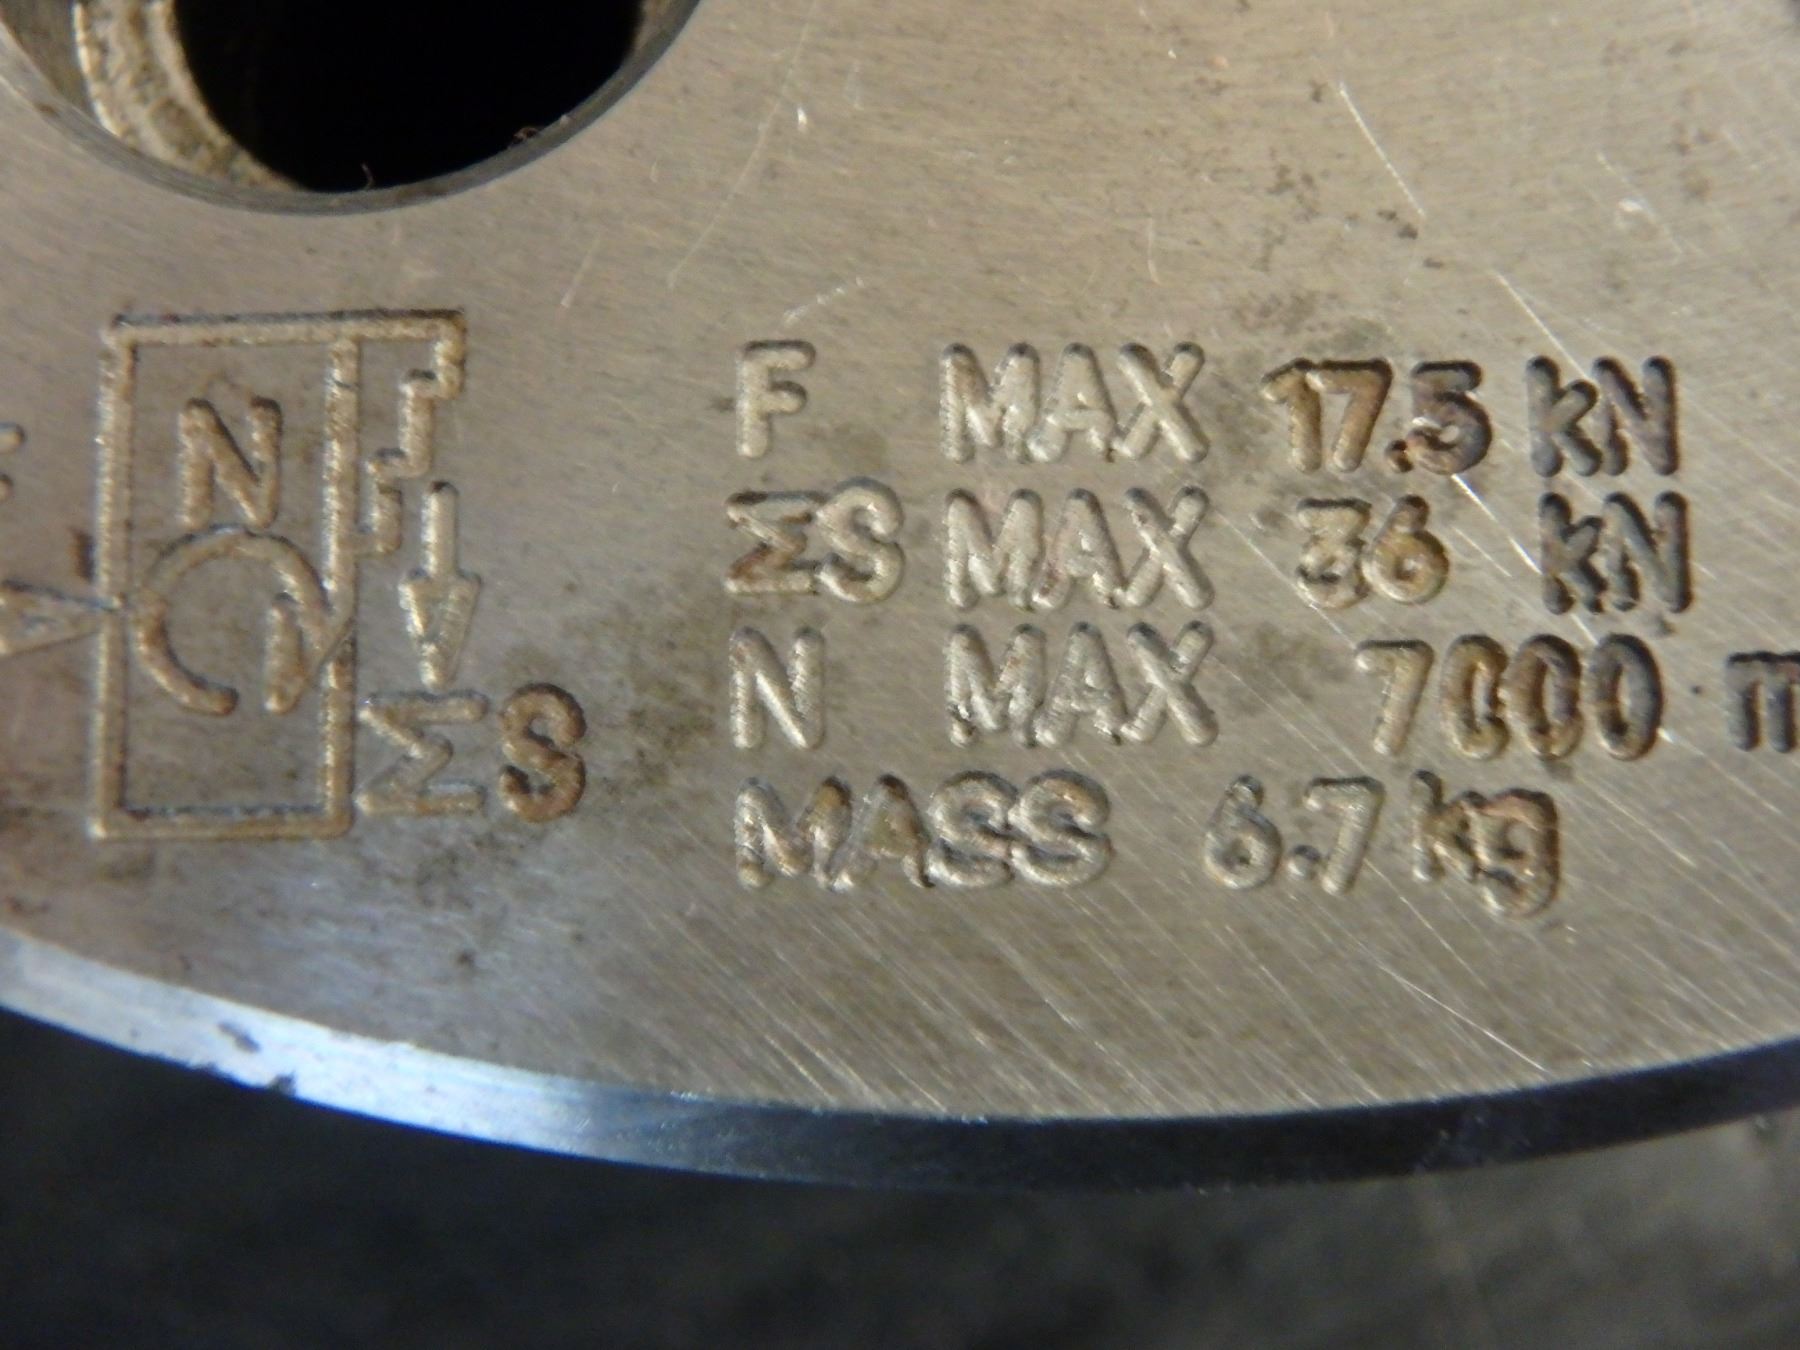 F MAX 17.5 kN
ΣS MAX 36 kN
N MAX 7000 m
MASS 6.7 kg
N
ΣS